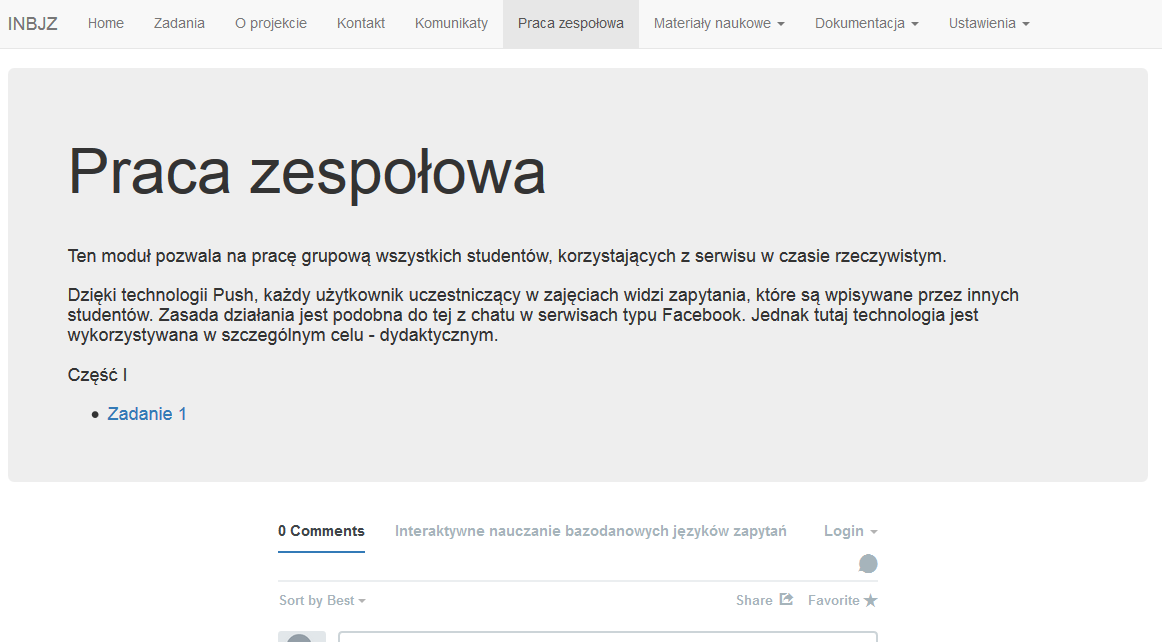 INBJZ Home Zadania O projekcie Kontakt Komunikaty Praca zespołowa Materiały naukowe Dokumentacja Ustawienia
Praca zespołowa
Ten moduł pozwala na pracę grupową wszystkich studentów, korzystających z serwisu w czasie rzeczywistym.
Dzięki technologii Push, każdy użytkownik uczestniczący w zajęciach widzi zapytania, które są wpisywane przez innych
studentów. Zasada działania jest podobna do tej z chatu w serwisach typu Facebook. Jednak tutaj technologia jest
wykorzystywana w szczególnym celu - dydaktycznym.
Część I
• Zadanie 1
0 Comments Interaktywne nauczanie bazodanowych języków zapytań Login
Sort by Best Share Favorite